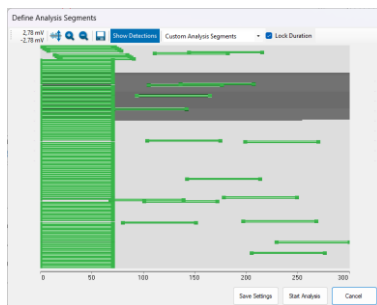 Define Analysis Segments
2,78 mV
-2,78 mV
Show Detections
Custom Analysis Segments
Lock Duration
0 50 100 150 200 250 300
Save Settings
Start Analysis
Cancel